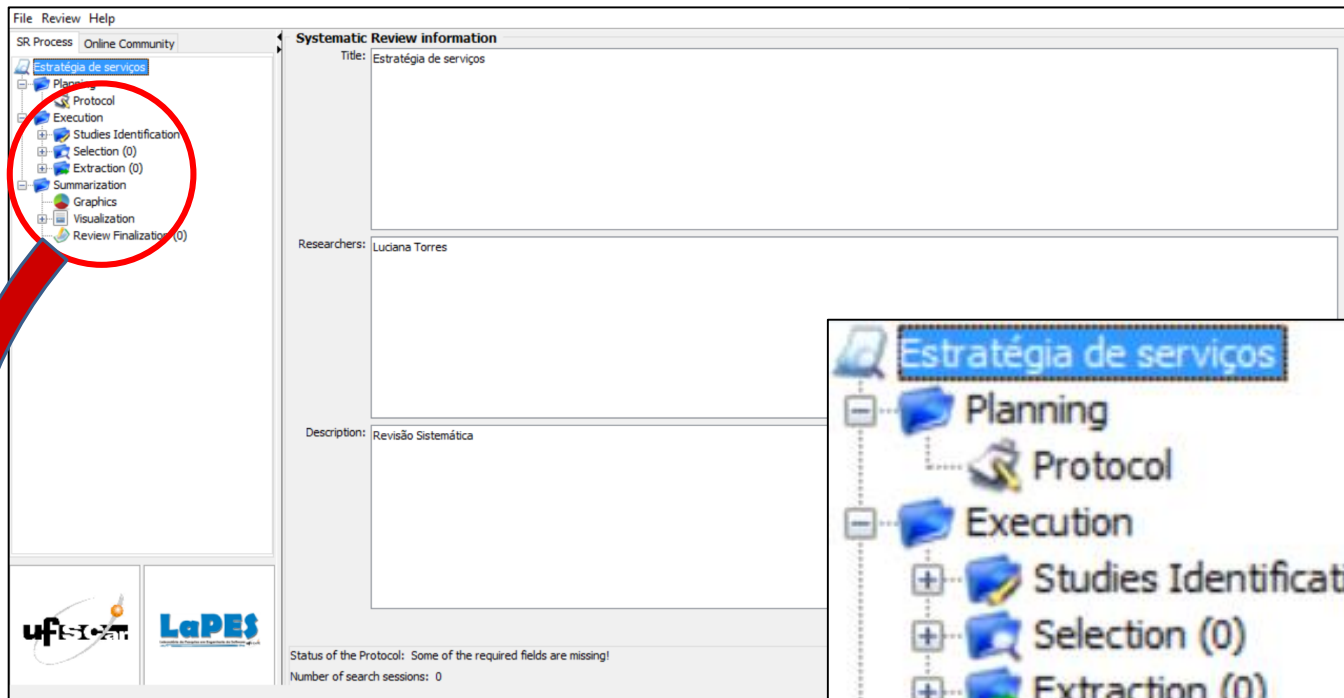 File Review Help
SR Process Online Community
Estratégia de serviços
Planning
Protocol
Execution
Studies Identification
Selection (0)
Extraction (0)
Summarization
Graphics
Visualization
Review Finalization (0)
Systematic Review information
Title: Estratégia de serviços
Researchers: Luciana Torres
Description: Revisão Sistemática
Status of the Protocol: Some of the required fields are missing!
Number of search sessions: 0
ufscar
LaPES
Estratégia de serviços
Planning
Protocol
Execution
Studies Identificati
Selection (0)
Extraction (0)